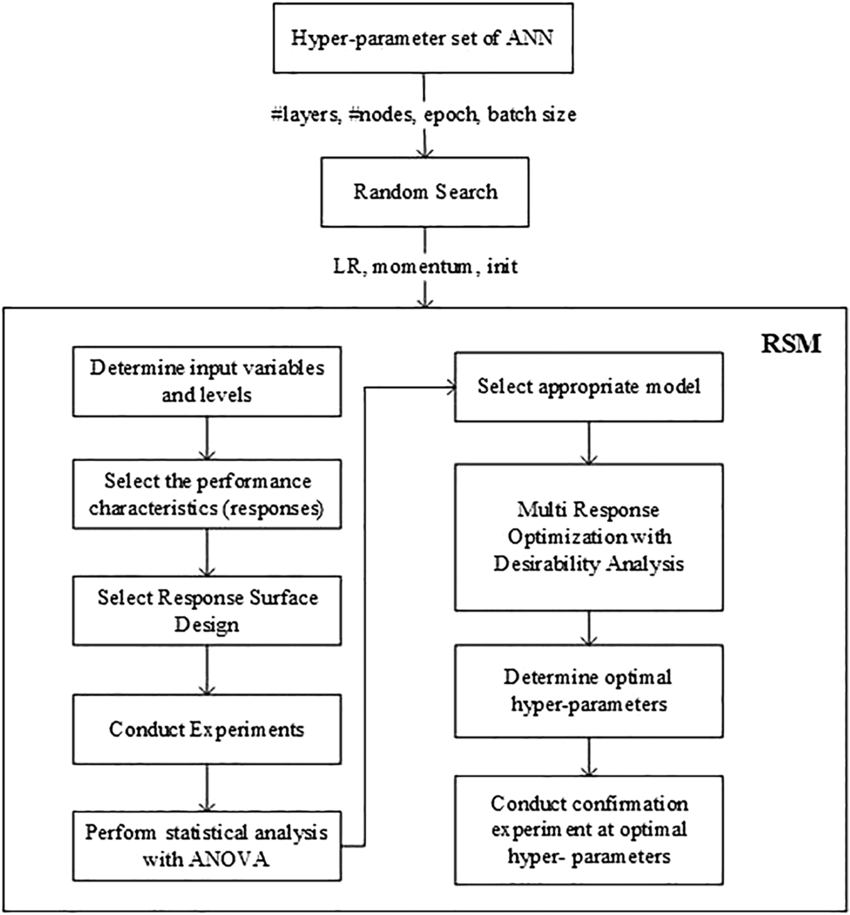 Hyper-parameter set of ANN
#layers, #nodes, epoch, batch size
Random Search
LR, momentum, init
RSM
Determine input variables
and levels
Select the performance
characteristics (responses)
Select Response Surface
Design
Conduct Experiments
Perform statistical analysis
with ANOVA
Select appropriate model
Multi Response
Optimization with
Desirability Analysis
Determine optimal
hyper-parameters
Conduct confirmation
experiment at optimal
hyper- parameters